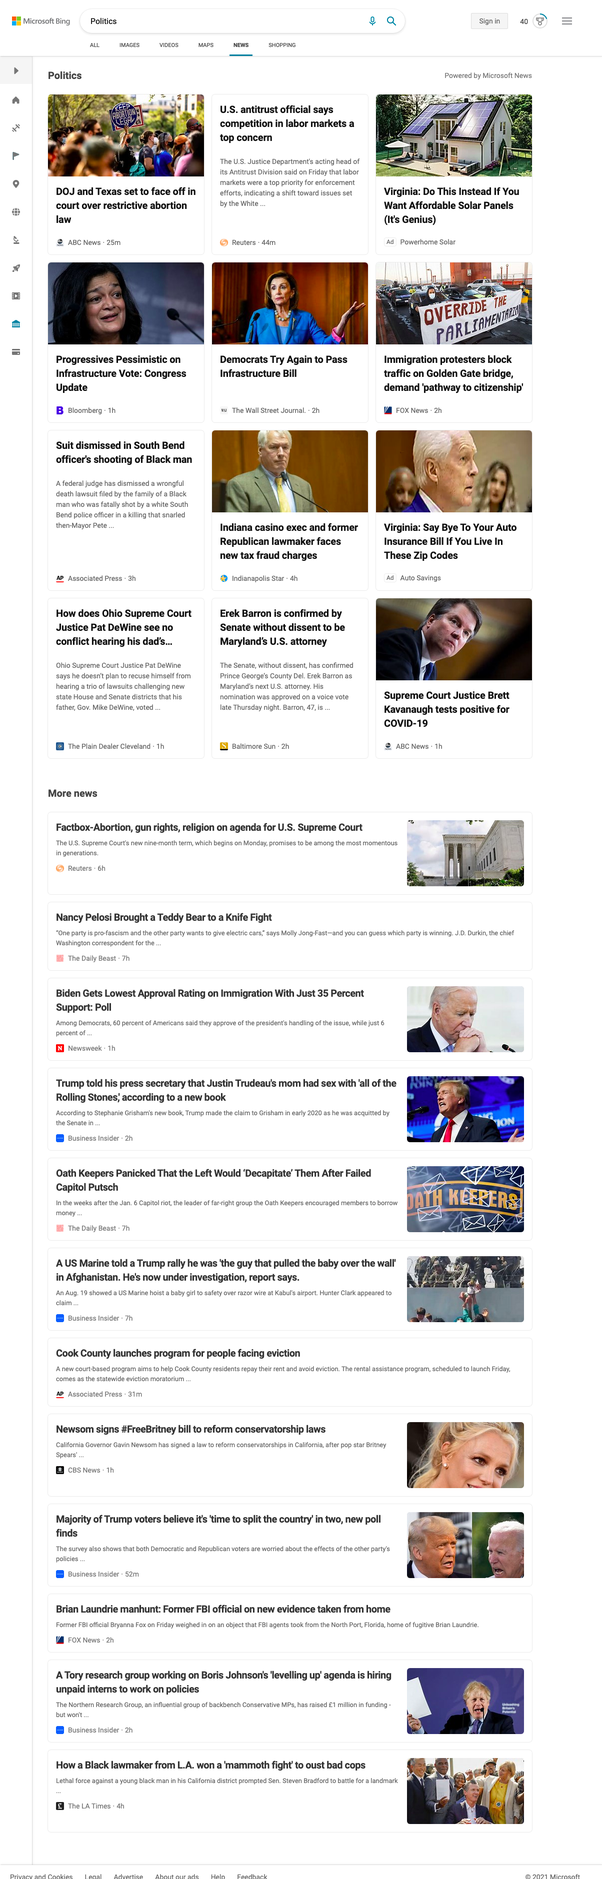 Microsoft Bing
Politics
Sign in
40
ALL IMAGES VIDEOS MAPS NEWS SHOPPING
Politics
Powered by Microsoft News
DOJ and Texas set to face off in
court over restrictive abortion
law
ABC News · 25m
U.S. antitrust official says
competition in labor markets a
top concern
The U.S. Justice Department's acting head of
its Antitrust Division said on Friday that labor
markets were a top priority for enforcement
efforts, indicating a shift toward issues set
by the White ...
Reuters · 44m
Virginia: Do This Instead If You
Want Affordable Solar Panels
(It's Genius)
Ad Powerhome Solar
Progressives Pessimistic on
Infrastructure Vote: Congress
Update
Bloomberg · 1h
Democrats Try Again to Pass
Infrastructure Bill
The Wall Street Journal. · 2h
OVERRIDE THE
PARLIAMENTARIAN
Immigration protesters block
traffic on Golden Gate bridge,
demand 'pathway to citizenship'
FOX News · 2h
Suit dismissed in South Bend
officer's shooting of Black man
A federal judge has dismissed a wrongful
death lawsuit filed by the family of a Black
man who was fatally shot by a white South
Bend police officer in a killing that snarled
then-Mayor Pete ...
AP Associated Press · 3h
Indiana casino exec and former
Republican lawmaker faces
new tax fraud charges
Indianapolis Star · 4h
Virginia: Say Bye To Your Auto
Insurance Bill If You Live In
These Zip Codes
Ad Auto Savings
How does Ohio Supreme Court
Justice Pat DeWine see no
conflict hearing his dad's...
Ohio Supreme Court Justice Pat DeWine
says he doesn't plan to recuse himself from
hearing a trio of lawsuits challenging new
state House and Senate districts that his
father, Gov. Mike DeWine, voted ...
The Plain Dealer Cleveland · 1h
Erek Barron is confirmed by
Senate without dissent to be
Maryland's U.S. attorney
The Senate, without dissent, has confirmed
Prince George's County Del. Erek Barron as
Maryland's next U.S. attorney. His
nomination was approved on a voice vote
late Thursday night. Barron, 47, is ...
Baltimore Sun · 2h
Supreme Court Justice Brett
Kavanaugh tests positive for
COVID-19
ABC News · 1h
More news
Factbox-Abortion, gun rights, religion on agenda for U.S. Supreme Court
The U.S. Supreme Court's new nine-month term, which begins on Monday, promises to be among the most momentous
in generations.
Reuters · 6h
Nancy Pelosi Brought a Teddy Bear to a Knife Fight
"One party is pro-fascism and the other party wants to give electric cars," says Molly Jong-Fast—and you can guess which party is winning. J.D. Durkin, the chief
Washington correspondent for the ...
The Daily Beast · 7h
Biden Gets Lowest Approval Rating on Immigration With Just 35 Percent
Support: Poll
Among Democrats, 60 percent of Americans said they approve of the president's handling of the issue, while just 6
percent of ...
N Newsweek · 1h
Trump told his press secretary that Justin Trudeau's mom had sex with 'all of the
Rolling Stones,' according to a new book
According to Stephanie Grisham's new book, Trump made the claim to Grisham in early 2020 as he was acquitted by
the Senate in ...
Business Insider · 2h
Oath Keepers Panicked That the Left Would 'Decapitate' Them After Failed
Capitol Putsch
In the weeks after the Jan. 6 Capitol riot, the leader of far-right group the Oath Keepers encouraged members to borrow
money ...
The Daily Beast · 7h
OATH KEEPERS
A US Marine told a Trump rally he was 'the guy that pulled the baby over the wall'
in Afghanistan. He's now under investigation, report says.
An Aug. 19 showed a US Marine hoist a baby girl to safety over razor wire at Kabul's airport. Hunter Clark appeared to
claim ...
Business Insider · 7h
Cook County launches program for people facing eviction
A new court-based program aims to help Cook County residents repay their rent and avoid eviction. The rental assistance program, scheduled to launch Friday,
comes as the statewide eviction moratorium ...
AP Associated Press · 31m
Newsom signs #FreeBritney bill to reform conservatorship laws
California Governor Gavin Newsom has signed a law to reform conservatorships in California, after pop star Britney
Spears' ...
CBS News · 1h
Majority of Trump voters believe it's 'time to split the country' in two, new poll
finds
The survey also shows that both Democratic and Republican voters are worried about the effects of the other party's
policies ...
Business Insider · 52m
Brian Laundrie manhunt: Former FBI official on new evidence taken from home
Former FBI official Bryanna Fox on Friday weighed in on an object that FBI agents took from the North Port, Florida, home of fugitive Brian Laundrie.
FOX News · 2h
A Tory research group working on Boris Johnson's 'levelling up' agenda is hiring
unpaid interns to work on policies
The Northern Research Group, an influential group of backbench Conservative MPs, has raised £1 million in funding -
but won't ...
Business Insider · 2h
How a Black lawmaker from L.A. won a 'mammoth fight' to oust bad cops
Lethal force against a young black man in his California district prompted Sen. Steven Bradford to battle for a landmark
...
The LA Times · 4h
Privacy and Cookies Legal Advertise About our ads Help Feedback
© 2021 Microsoft